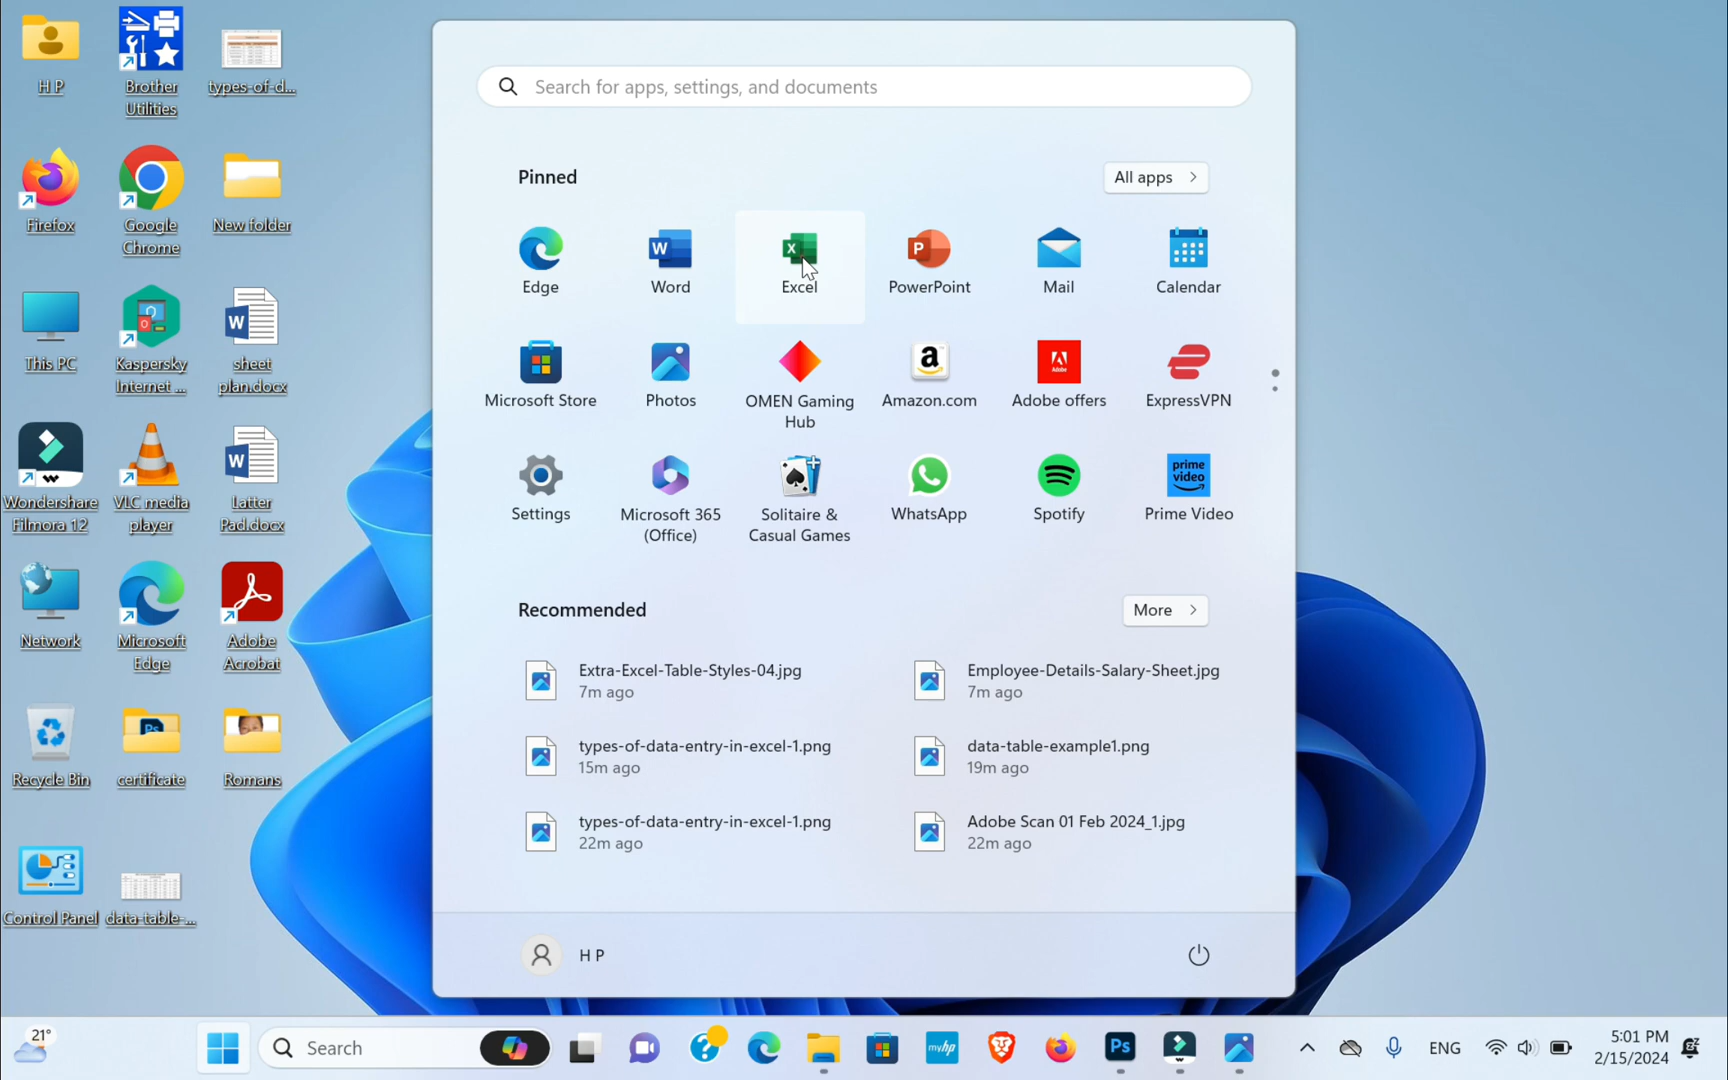 H P
Brother
Utilities
types-of-d...
Firefox
Google
Chrome
New folder
This PC
Kaspersky
Internet ...
sheet
plan.docx
Wondershare
Filmora 12
VLC media
player
Latter
Pad.docx
Network
Microsoft
Edge
Adobe
Acrobat
Recycle Bin
certificate
Romans
Control Panel
data-table-...
Search for apps, settings, and documents
Pinned
All apps
Edge
Word
Excel
PowerPoint
Mail
Calendar
Microsoft Store
Photos
OMEN Gaming
Hub
Amazon.com
Adobe
Adobe offers
ExpressVPN
Settings
Microsoft 365
(Office)
Solitaire &
Casual Games
WhatsApp
Spotify
prime
video
Prime Video
Recommended
More
Extra-Excel-Table-Styles-04.jpg
7m ago
Employee-Details-Salary-Sheet.jpg
7m ago
types-of-data-entry-in-excel-1.png
15m ago
data-table-example1.png
19m ago
types-of-data-entry-in-excel-1.png
22m ago
Adobe Scan 01 Feb 2024_1.jpg
22m ago
H P
21°
Search
myhp
Ps
ENG
5:01 PM
2/15/2024